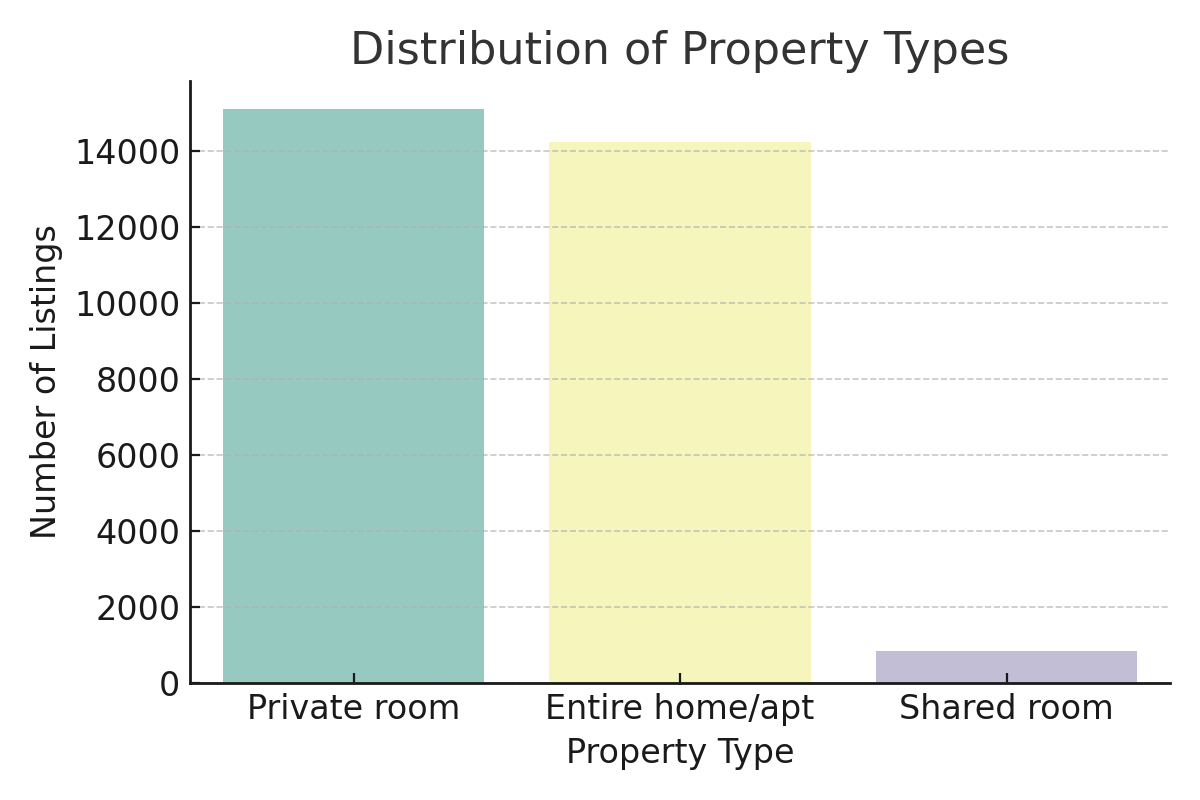 Distribution of Property Types
Number of Listings
14000
12000
10000
8000
6000
4000
2000
0
Private room Entire home/apt Shared room
Property Type